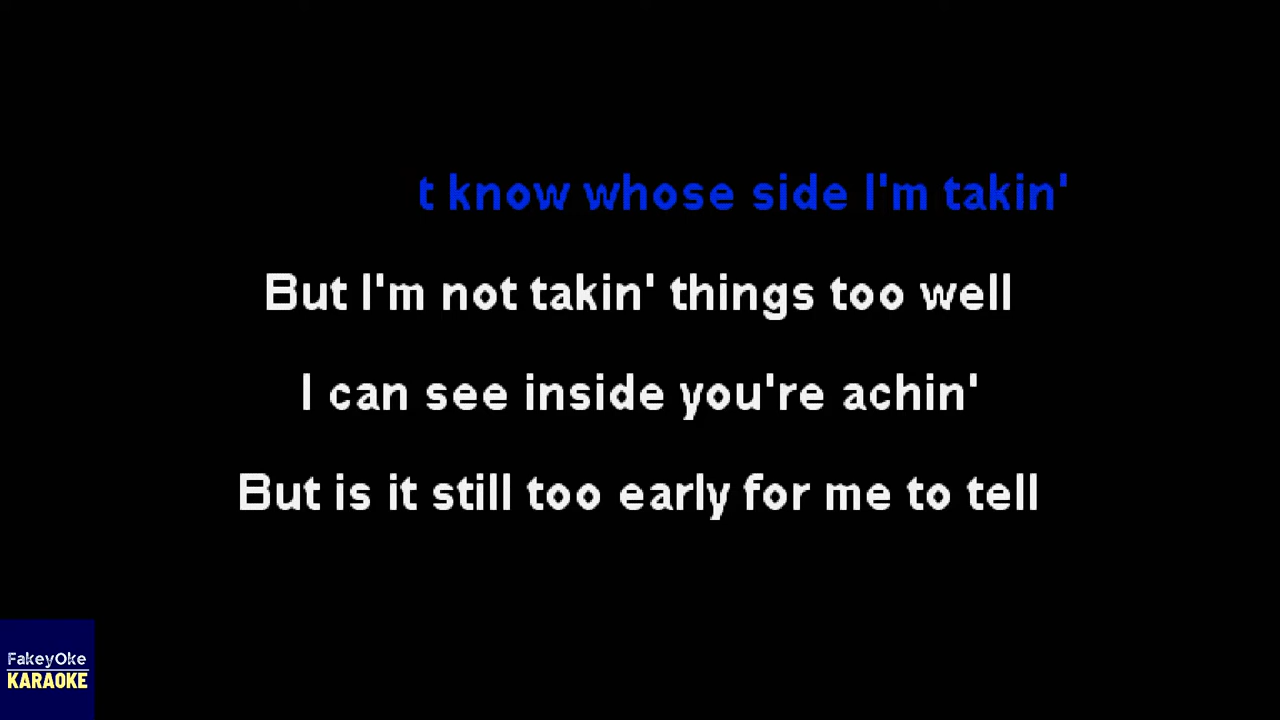 t know whose side I'm takin'
But I'm not takin' things too well
I can see inside you're achin'
But is it still too early for me to tell
FakeyOke
KARAOKE